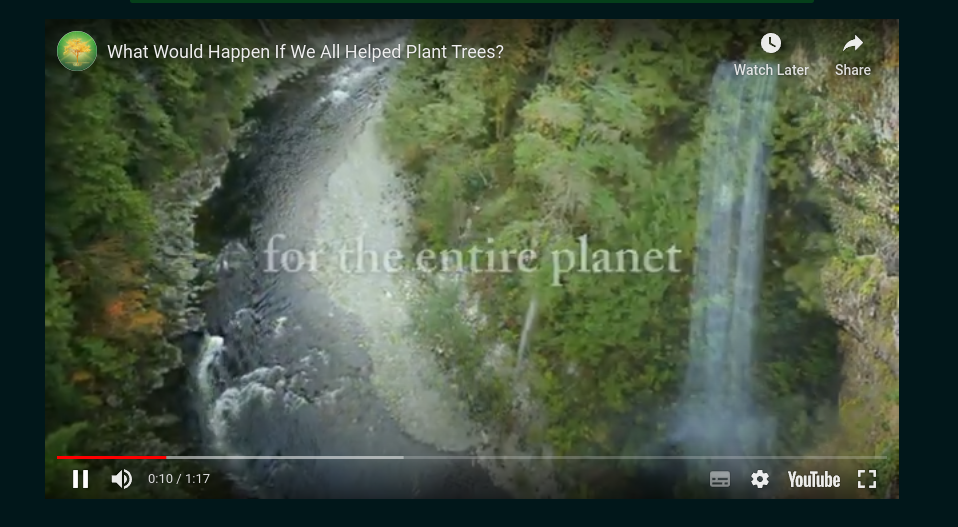 What Would Happen If We All Helped Plant Trees?
Watch Later
Share
for the entire planet
0:10 / 1:17
YouTube